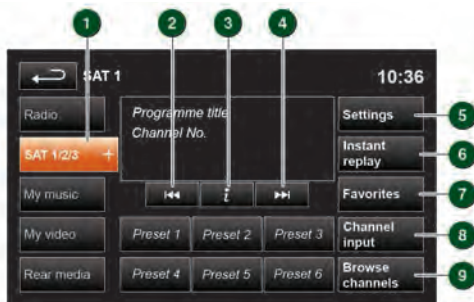 1 2 3 4
SAT 1 10:36
Radio Programme title Settings 5
Channel No.
SAT 1/2/3 + Instant replay 6
My music i Favorites 7
My video Preset 1 Preset 2 Preset 3 Channel input 8
Rear media Preset 4 Preset 5 Preset 6 Browse channels 9